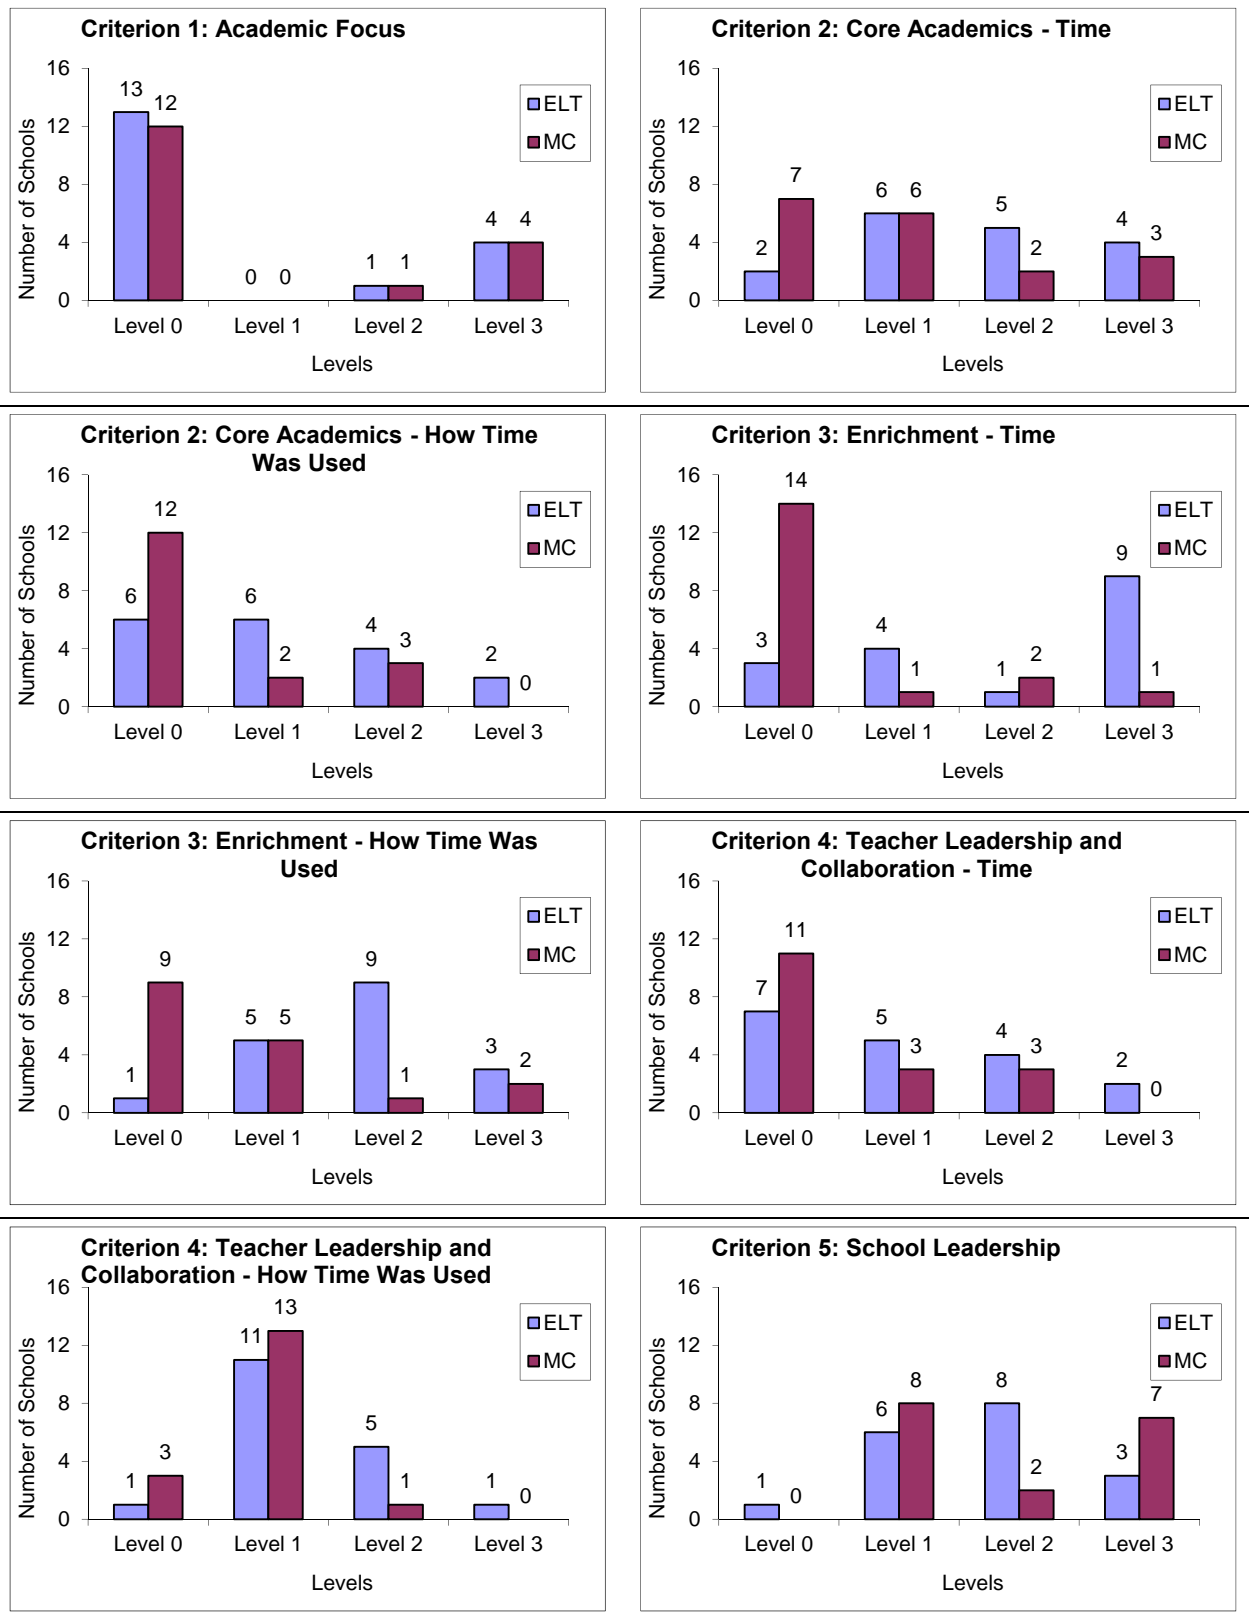 Criterion 1: Academic Focus
16
12
8
4
0
Number of Schools
13
12
0
0
1
1
4
4
ELT
MC
Level 0
Level 1
Level 2
Level 3
Levels
Criterion 2: Core Academics - Time
16
12
8
4
0
Number of Schools
2
7
6
6
5
2
4
3
ELT
MC
Level 0
Level 1
Level 2
Level 3
Levels
Criterion 2: Core Academics - How Time
Was Used
16
12
8
4
0
Number of Schools
6
12
6
2
4
3
2
0
ELT
MC
Level 0
Level 1
Level 2
Level 3
Levels
Criterion 3: Enrichment - Time
16
12
8
4
0
Number of Schools
3
14
4
1
1
2
9
1
ELT
MC
Level 0
Level 1
Level 2
Level 3
Levels
Criterion 3: Enrichment - How Time Was
Used
16
12
8
4
0
Number of Schools
1
9
5
5
9
1
3
2
ELT
MC
Level 0
Level 1
Level 2
Level 3
Levels
Criterion 4: Teacher Leadership and
Collaboration - Time
16
12
8
4
0
Number of Schools
7
11
5
3
4
3
2
0
ELT
MC
Level 0
Level 1
Level 2
Level 3
Levels
Criterion 4: Teacher Leadership and
Collaboration - How Time Was Used
16
12
8
4
0
Number of Schools
1
3
11
13
5
1
1
0
ELT
MC
Level 0
Level 1
Level 2
Level 3
Levels
Criterion 5: School Leadership
16
12
8
4
0
Number of Schools
1
0
6
8
8
2
3
7
ELT
MC
Level 0
Level 1
Level 2
Level 3
Levels